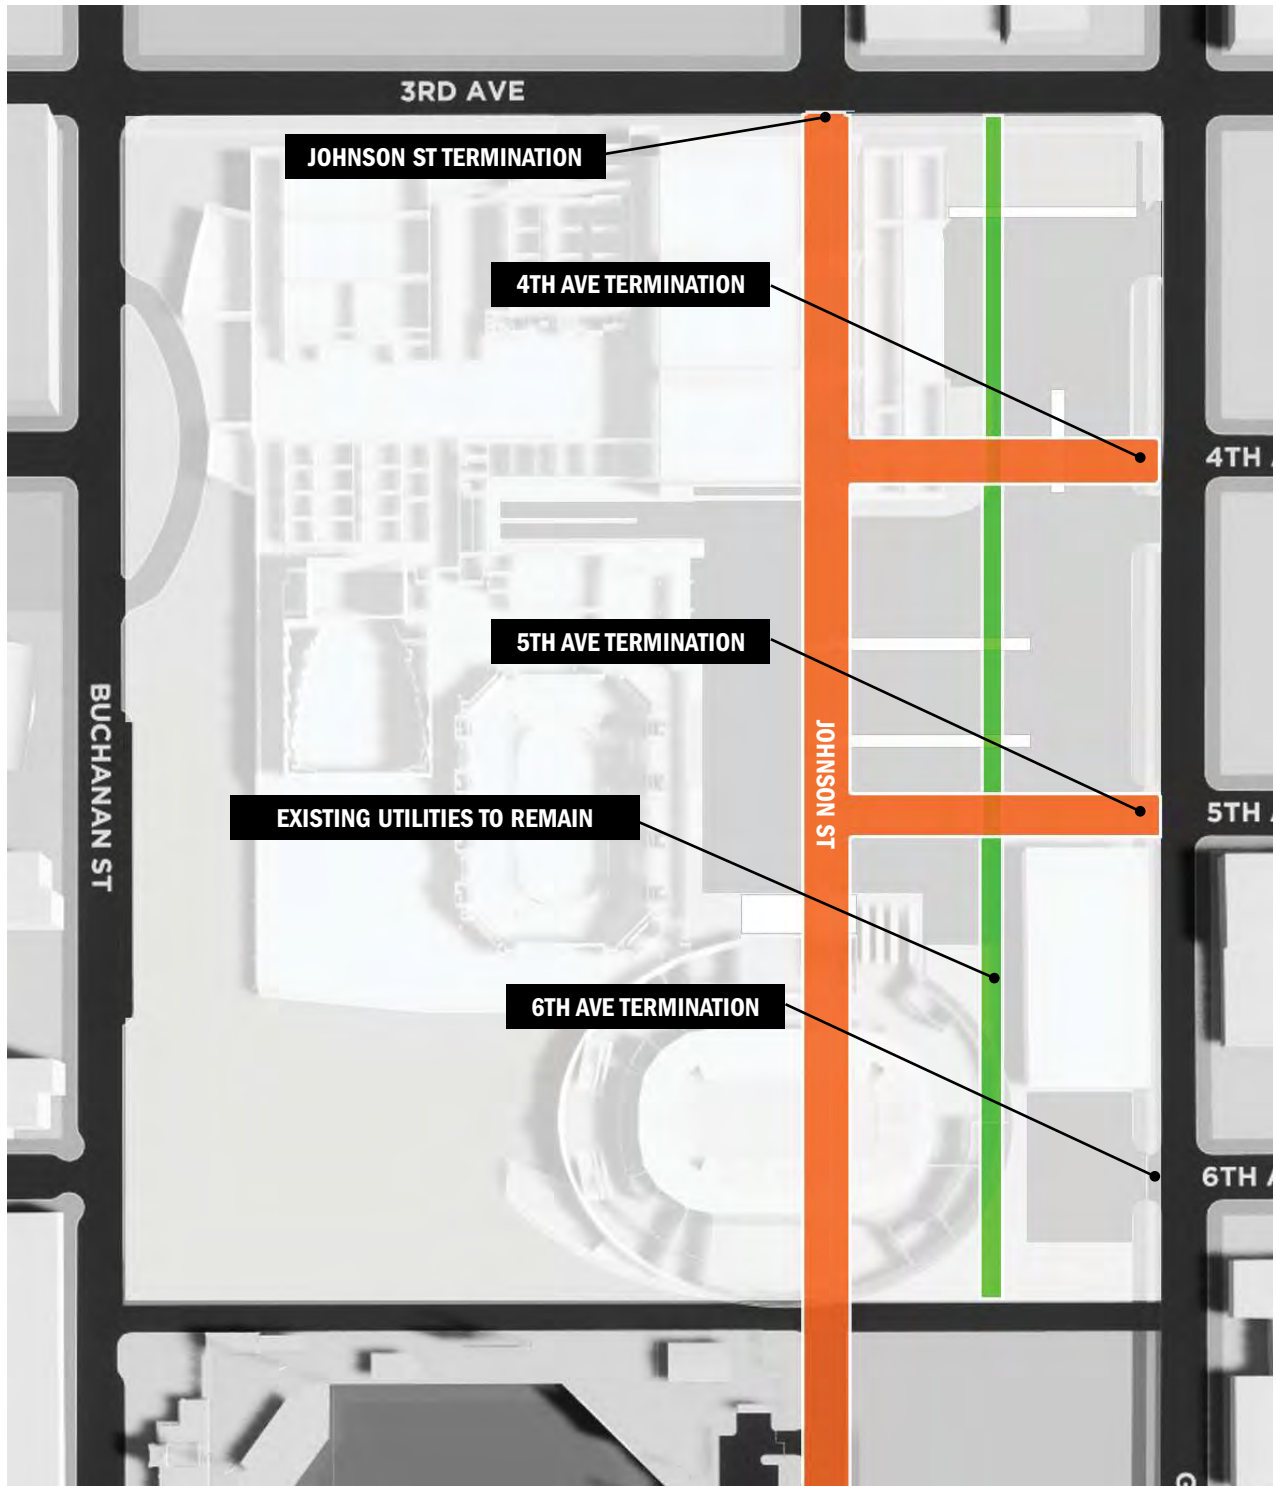 3RD AVE
JOHNSON ST TERMINATION
4TH AVE TERMINATION
4TH
5TH AVE TERMINATION
BUCHANAN ST
JOHNSON ST
EXISTING UTILITIES TO REMAIN
5TH
6TH AVE TERMINATION
6TH
G